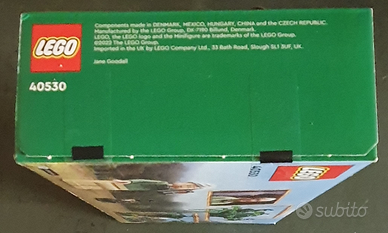 LEGO
40530
Components made in DENMARK, MEXICO, HUNGARY, CHINA and the CZECH REPUBLIC.
Manufactured by the LEGO Group, DK-7190 Billund, Denmark.
LEGO, the LEGO logo and the Minifigure are trademarks of the LEGO Group.
©2022 The LEGO Group.
Imported in the UK by LEGO Company Ltd., 33 Bath Road, Slough SL1 3UF, UK.
Jane Goodall
LEGO
40530
subito